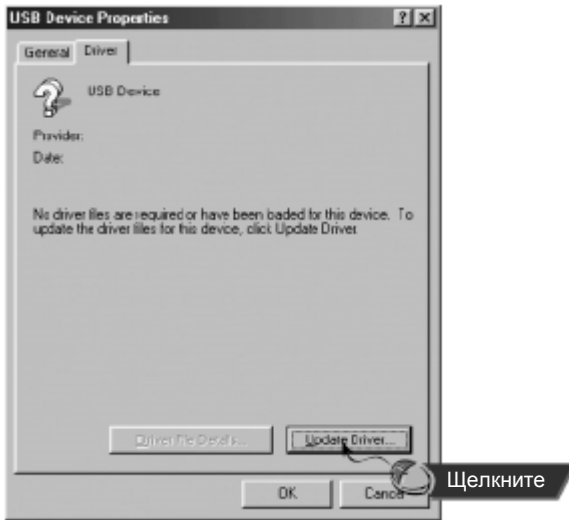 USB Device Properties
General Driver
USB Device
Provider:
Date:
No driver files are required or have been loaded for this device. To
update the driver files for this device, click Update Driver.
Driver File Details... Update Driver...
Щелкните
OK Cancel